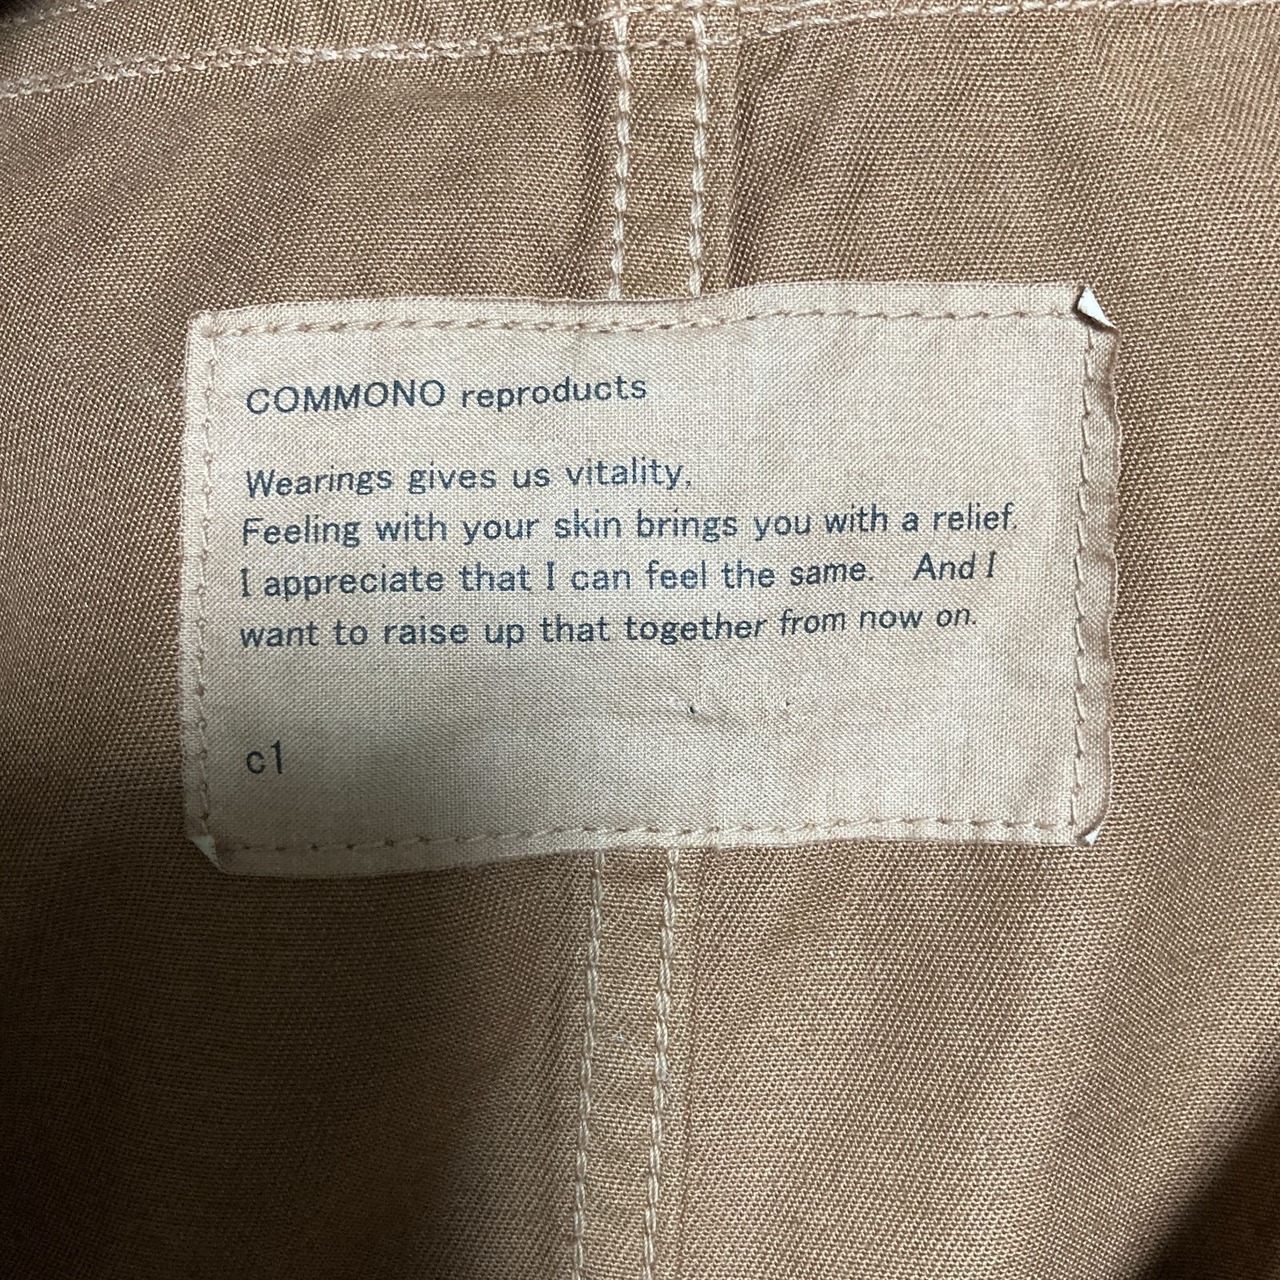 COMMONO reproducts
Wearings gives us vitality,
Feeling with your skin brings you with a relief.
I appreciate that I can feel the same. And I
want to raise up that together from now on.
c1